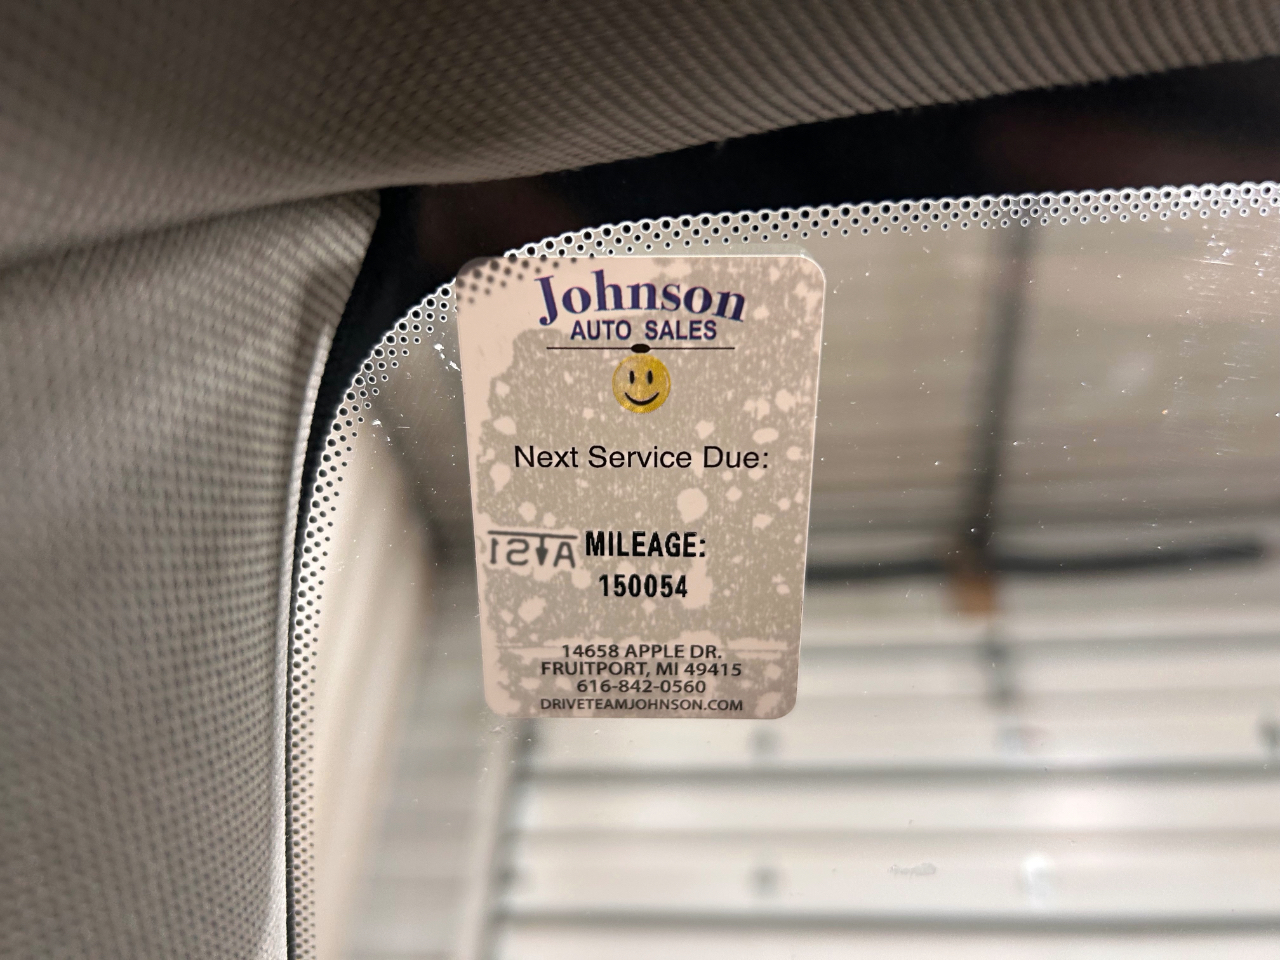 Johnson
AUTO SALES
Next Service Due:
AS1 MILEAGE:
150054
14658 APPLE DR.
FRUITPORT, MI 49415
616-842-0560
DRIVETEAMJOHNSON.COM